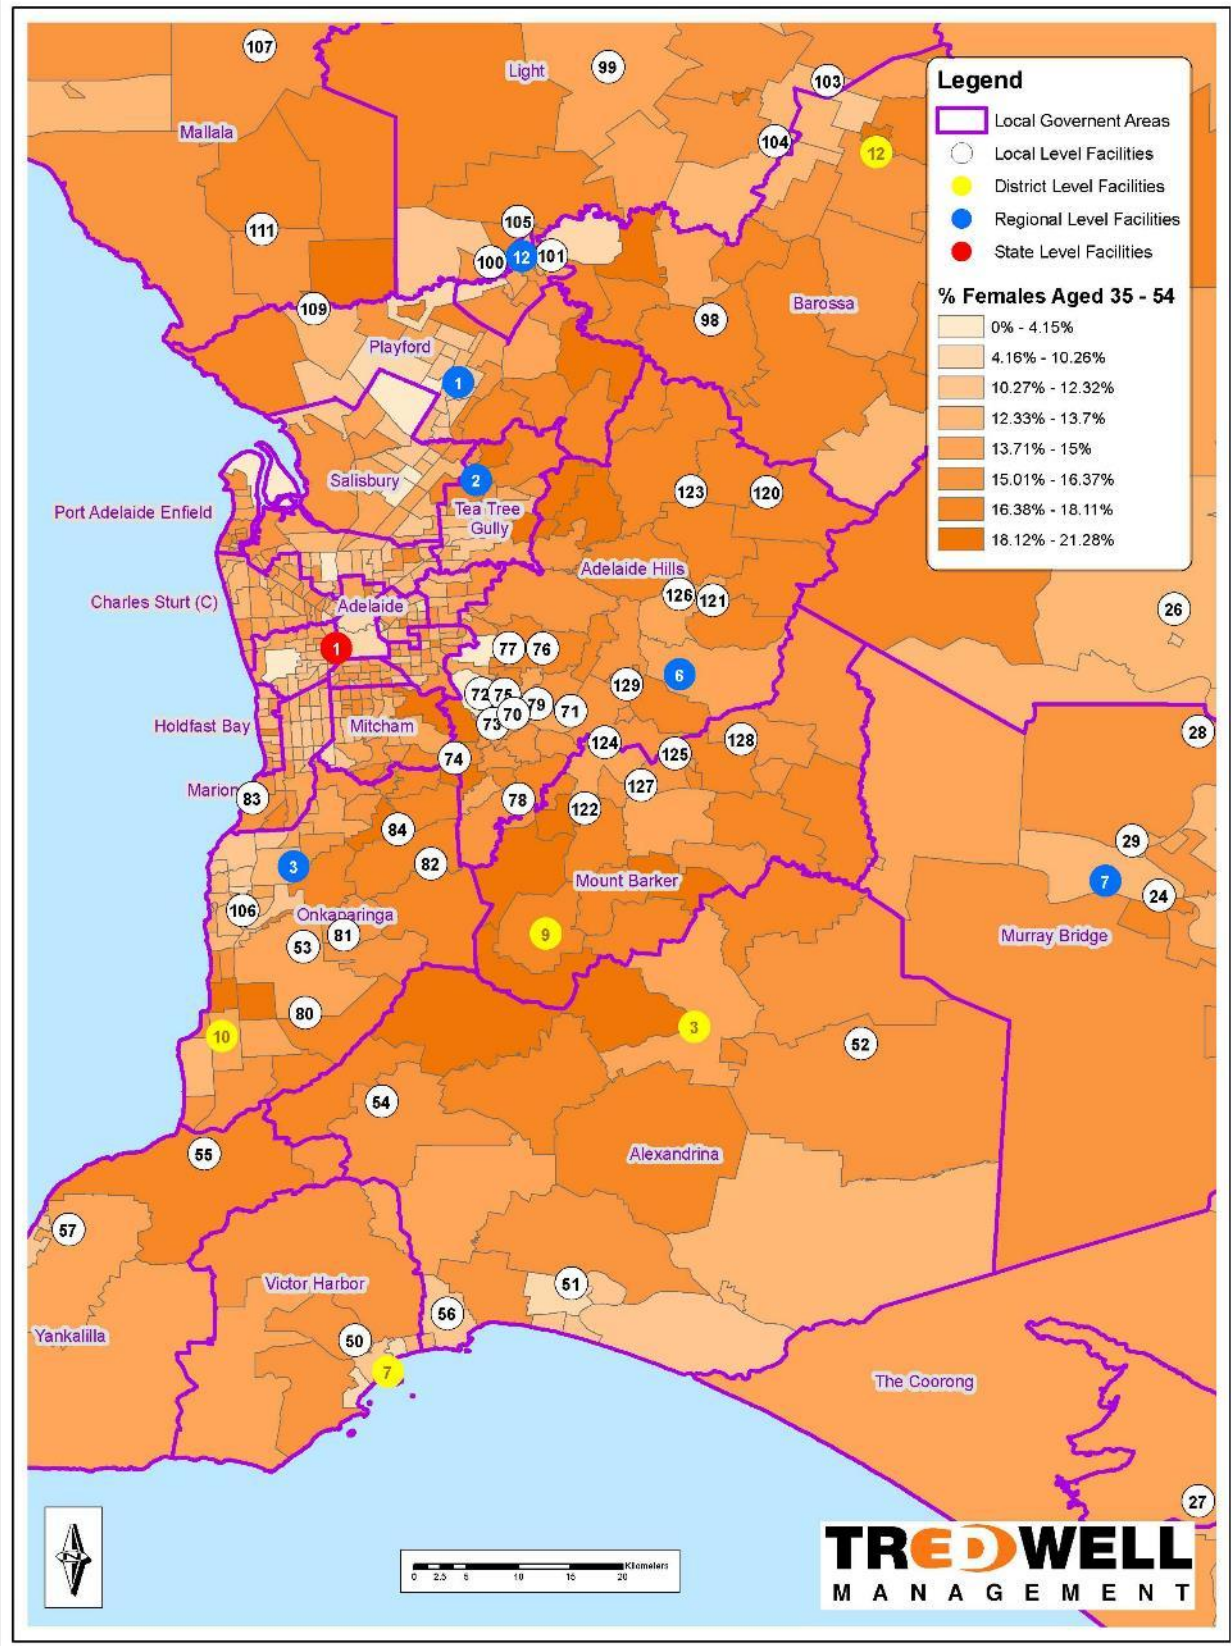 107
Light
99
103
Mallala
104
12
111
105
100
12
101
109
98
Barossa
Playford
1
Salisbury
2
123
120
Port Adelaide Enfield
Tea Tree
Gully
Adelaide Hills
126
121
Charles Sturt (C)
Adelaide
26
1
77
76
129
6
72
75
79
71
73
70
Holdfast Bay
Mitcham
124
128
28
74
125
127
Marion
83
78
122
84
29
82
3
Mount Barker
7
24
106
Onkaparinga
53
81
9
Murray Bridge
80
10
3
52
54
55
Alexandrina
57
Victor Harbor
51
56
Yankalilla
50
7
The Coorong
27
Legend
Local Governent Areas
Local Level Facilities
District Level Facilities
Regional Level Facilities
State Level Facilities
% Females Aged 35 - 54
0% - 4.15%
4.16% - 10.26%
10.27% - 12.32%
12.33% - 13.7%
13.71% - 15%
15.01% - 16.37%
16.38% - 18.11%
18.12% - 21.28%
N
Kilometers
0 2.5 5 10 15 20
TREDWELL
MANAGEMENT